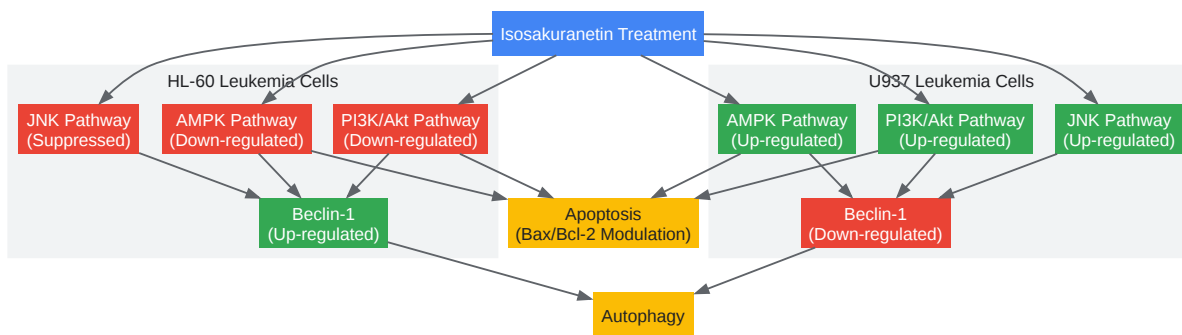 Isosakuranetin Treatment
HL-60 Leukemia Cells
U937 Leukemia Cells
JNK Pathway
(Suppressed)
AMPK Pathway
(Down-regulated)
PI3K/Akt Pathway
(Down-regulated)
AMPK Pathway
(Up-regulated)
PI3K/Akt Pathway
(Up-regulated)
JNK Pathway
(Up-regulated)
Beclin-1
(Up-regulated)
Apoptosis
(Bax/Bcl-2 Modulation)
Beclin-1
(Down-regulated)
Autophagy